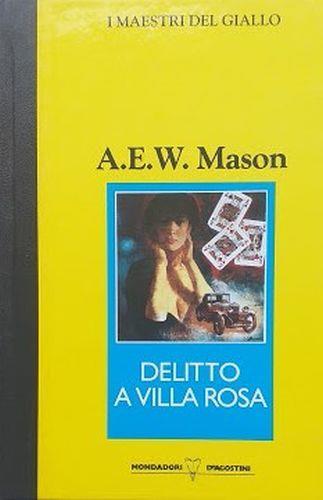 I MAESTRI DEL GIALLO
A.E.W. Mason
DELITTO
A VILLA ROSA
MONDADORI DEAGOSTINI